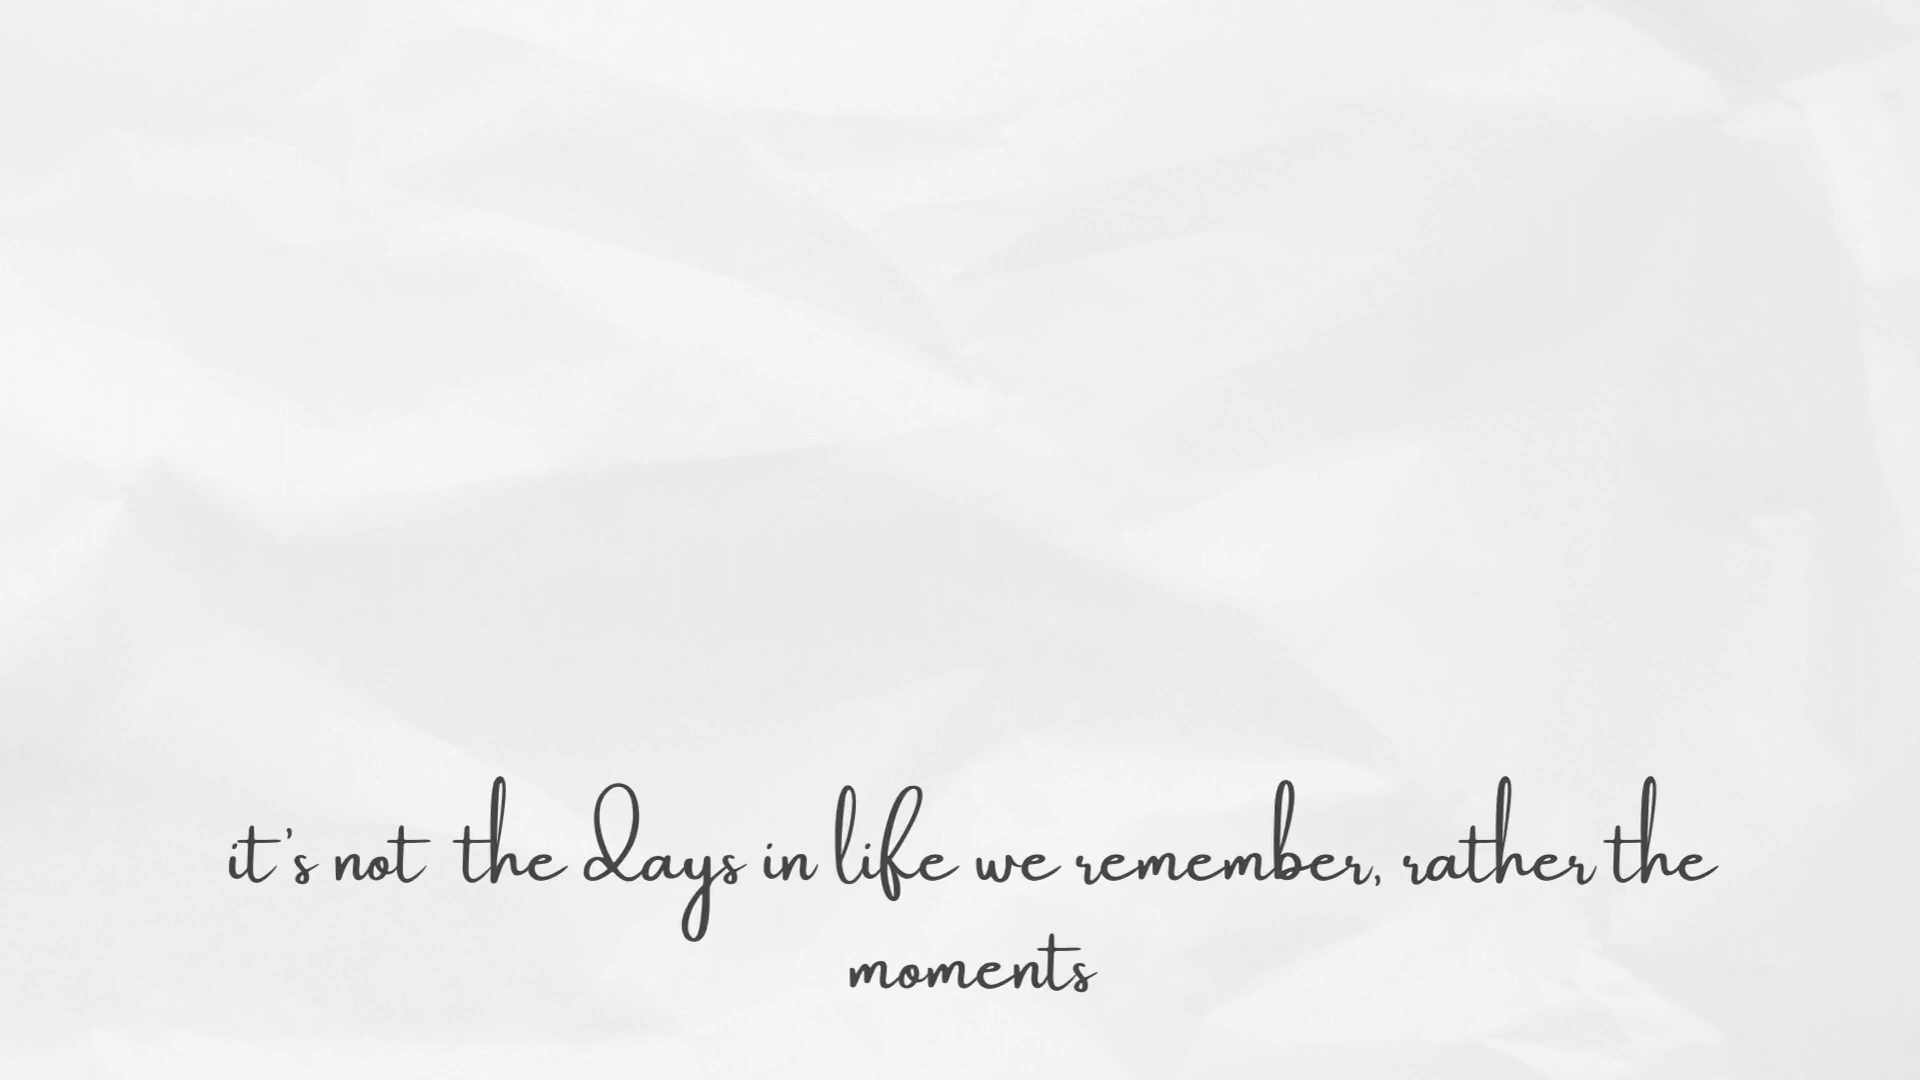 it's not the days in life we remember, rather the
moments